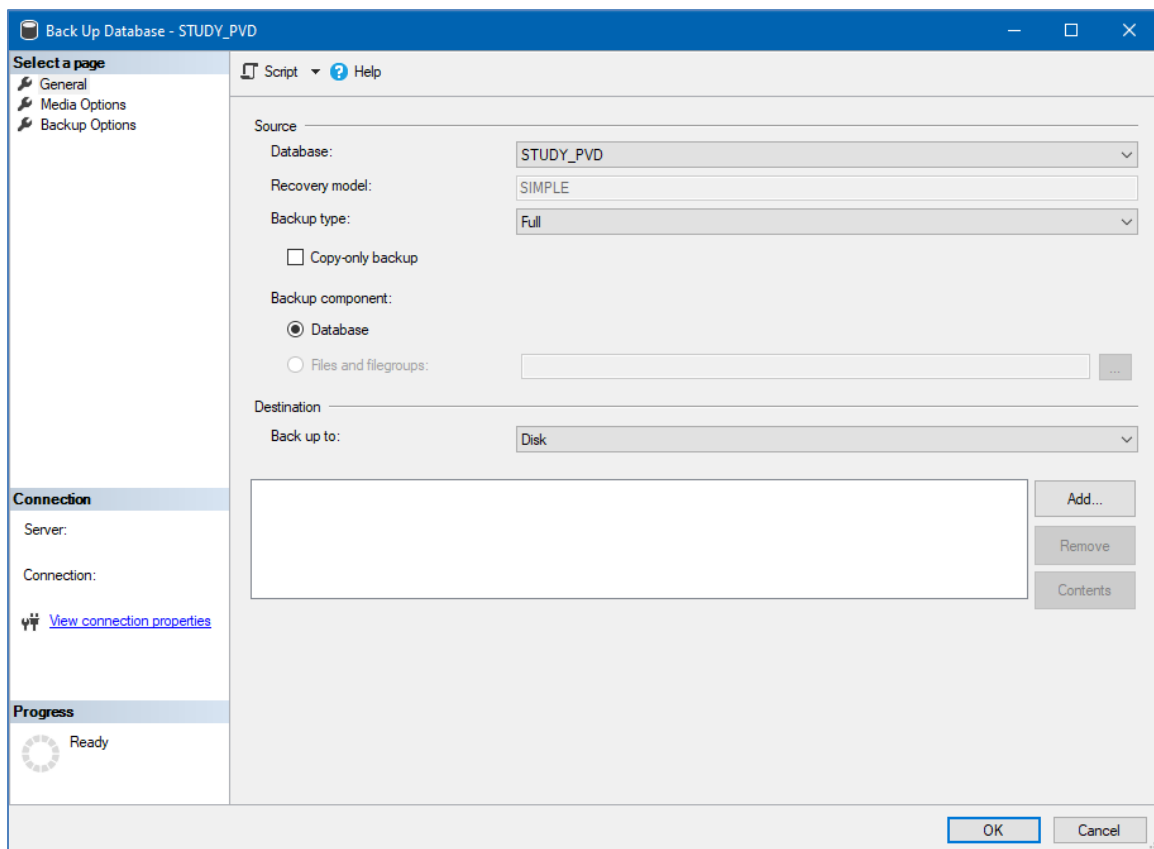 Back Up Database - STUDY_PVD
Select a page
General
Media Options
Backup Options
Script Help
Source
Database: STUDY_PVD
Recovery model: SIMPLE
Backup type: Full
Copy-only backup
Backup component:
Database
Files and filegroups: ...
Destination
Back up to: Disk
Add...
Remove
Contents
Connection
Server:
Connection:
View connection properties
Progress
Ready
OK Cancel